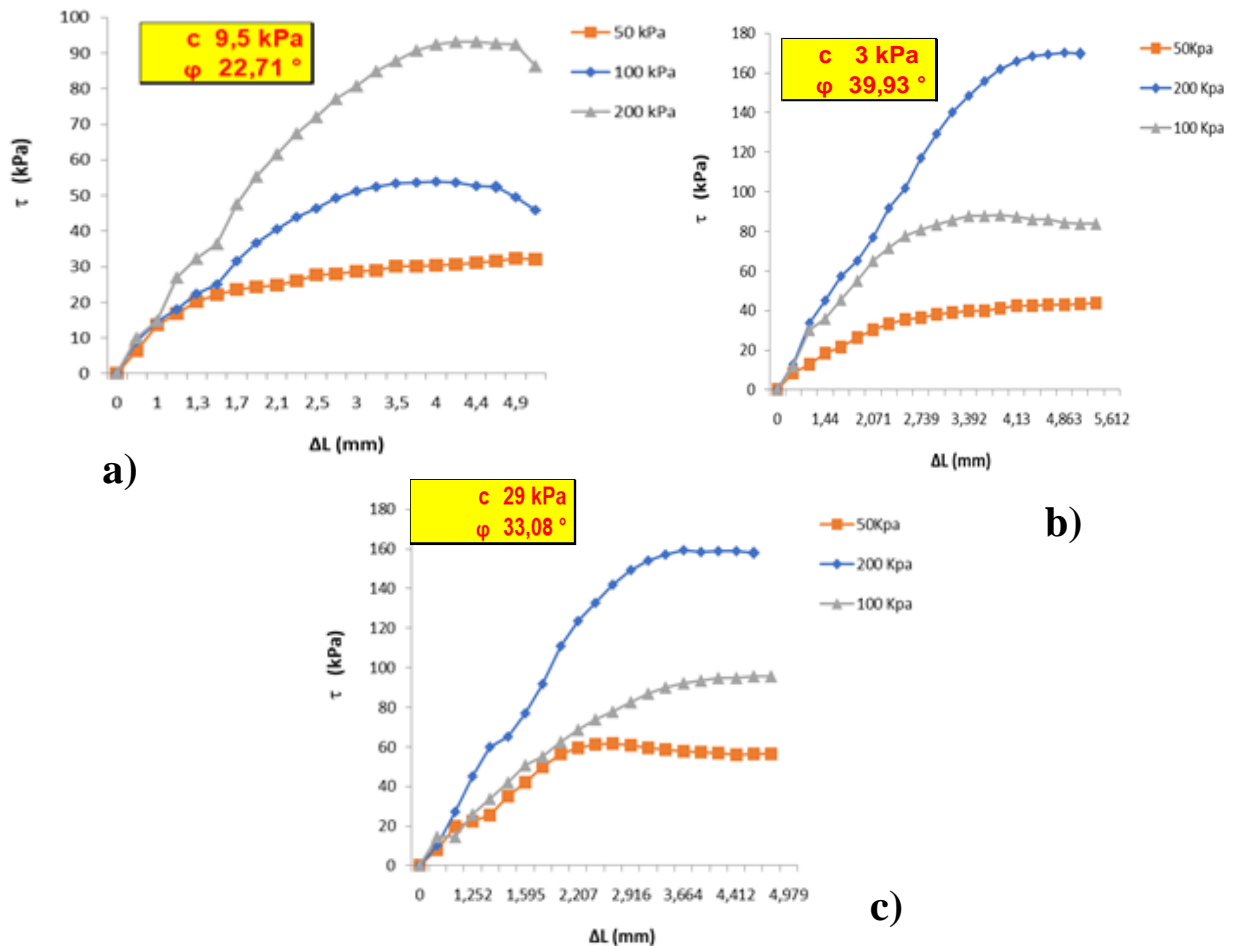 c 9,5 kPa
φ 22,71 °
50 kPa
100 kPa
200 kPa
100
90
80
70
60
50
40
30
20
10
0
τ (kPa)
0 1 1,3 1,7 2,1 2,5 3 3,5 4 4,4 4,9
ΔL (mm)
a)
c 3 kPa
φ 39,93 °
50Kpa
200 Kpa
100 Kpa
180
160
140
120
100
80
60
40
20
0
τ (kPa)
0 1,44 2,071 2,739 3,392 4,13 4,863 5,612
ΔL (mm)
b)
c 29 kPa
φ 33,08 °
50Kpa
200 Kpa
100 Kpa
180
160
140
120
100
80
60
40
20
0
τ (kPa)
0 1,252 1,595 2,207 2,916 3,664 4,412 4,979
ΔL (mm)
c)